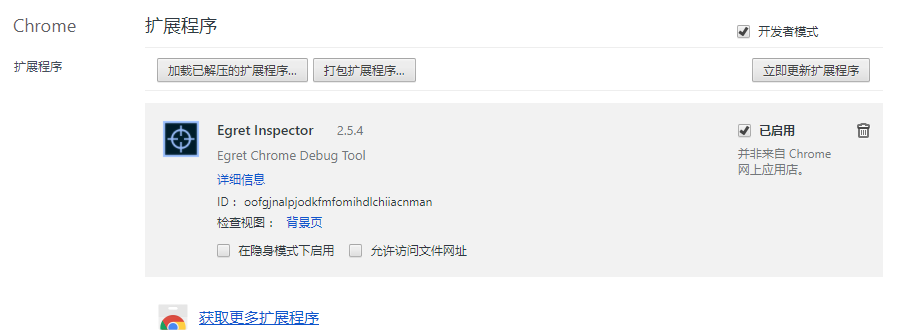 Chrome
扩展程序
开发者模式
扩展程序
加载已解压的扩展程序...
打包扩展程序...
立即更新扩展程序
Egret Inspector 2.5.4
已启用
Egret Chrome Debug Tool
并非来自 Chrome
网上应用店。
详细信息
ID： oofgjnalpjodkfmfomihdlchiiacnman
检查视图： 背景页
在隐身模式下启用
允许访问文件网址
获取更多扩展程序